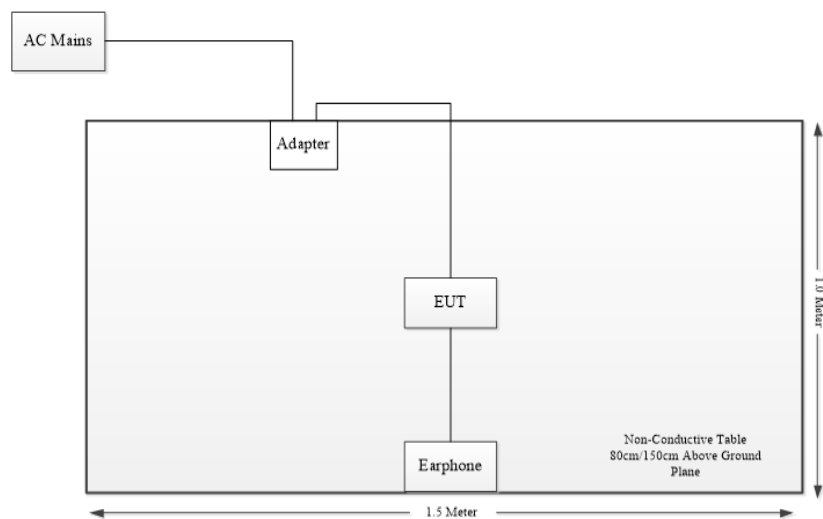 AC Mains
Adapter
EUT
1.0 Meter
Earphone
Non-Conductive Table
80cm/150cm Above Ground
Plane
1.5 Meter